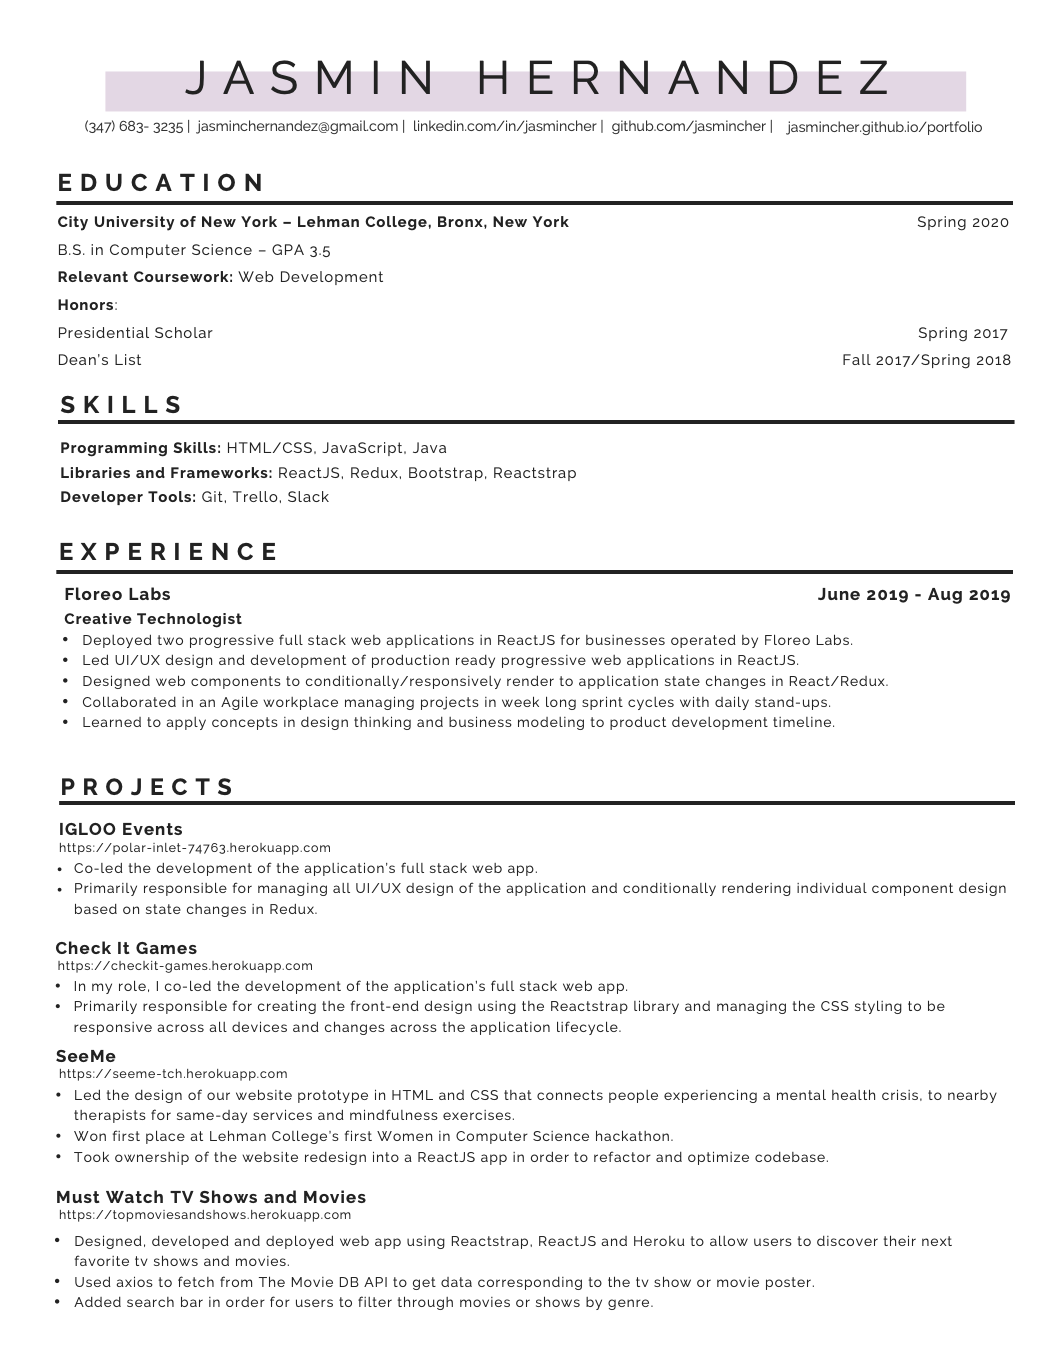 JASMIN HERNANDEZ
(347) 683- 3235 | jasminchernandez@gmail.com | linkedin.com/in/jasmincher | github.com/jasmincher | jasmincher.github.io/portfolio
EDUCATION
City University of New York – Lehman College, Bronx, New York Spring 2020
B.S. in Computer Science – GPA 3.5
Relevant Coursework: Web Development
Honors:
Presidential Scholar Spring 2017
Dean's List Fall 2017/Spring 2018
SKILLS
Programming Skills: HTML/CSS, JavaScript, Java
Libraries and Frameworks: ReactJS, Redux, Bootstrap, Reactstrap
Developer Tools: Git, Trello, Slack
EXPERIENCE
Floreo Labs June 2019 - Aug 2019
Creative Technologist
• Deployed two progressive full stack web applications in ReactJS for businesses operated by Floreo Labs.
• Led UI/UX design and development of production ready progressive web applications in ReactJS.
• Designed web components to conditionally/responsively render to application state changes in React/Redux.
• Collaborated in an Agile workplace managing projects in week long sprint cycles with daily stand-ups.
• Learned to apply concepts in design thinking and business modeling to product development timeline.
PROJECTS
IGLOO Events
https://polar-inlet-74763.herokuapp.com
• Co-led the development of the application's full stack web app.
• Primarily responsible for managing all UI/UX design of the application and conditionally rendering individual component design
based on state changes in Redux.
Check It Games
https://checkit-games.herokuapp.com
• In my role, I co-led the development of the application's full stack web app.
• Primarily responsible for creating the front-end design using the Reactstrap library and managing the CSS styling to be
responsive across all devices and changes across the application lifecycle.
SeeMe
https://seeme-tch.herokuapp.com
• Led the design of our website prototype in HTML and CSS that connects people experiencing a mental health crisis, to nearby
therapists for same-day services and mindfulness exercises.
• Won first place at Lehman College's first Women in Computer Science hackathon.
• Took ownership of the website redesign into a ReactJS app in order to refactor and optimize codebase.
Must Watch TV Shows and Movies
https://topmoviesandshows.herokuapp.com
• Designed, developed and deployed web app using Reactstrap, ReactJS and Heroku to allow users to discover their next
favorite tv shows and movies.
• Used axios to fetch from The Movie DB API to get data corresponding to the tv show or movie poster.
• Added search bar in order for users to filter through movies or shows by genre.